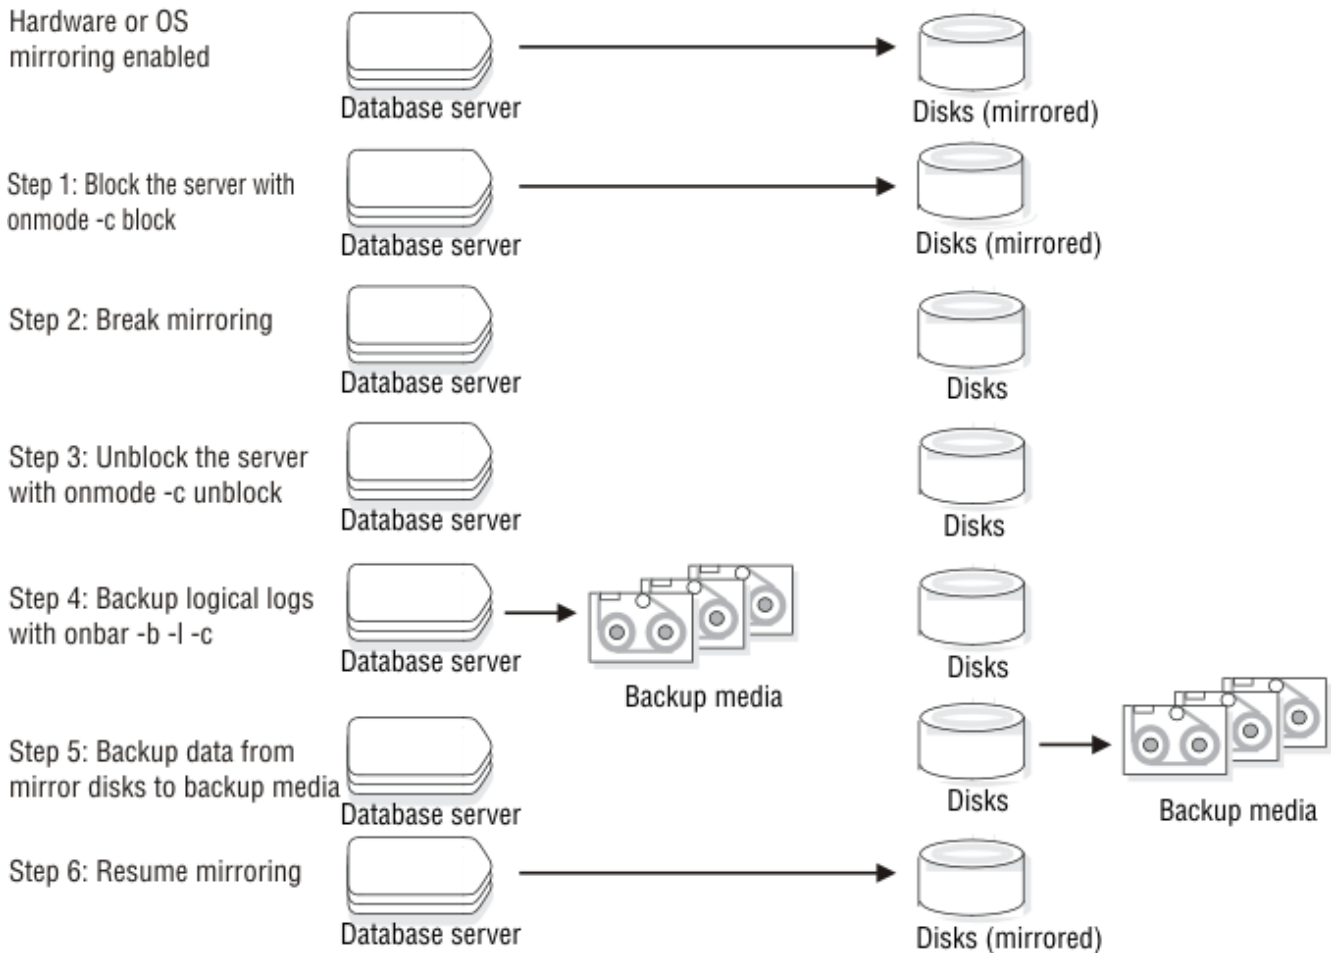 Hardware or OS
mirroring enabled
Database server
Disks (mirrored)
Step 1: Block the server with
onmode -c block
Database server
Disks (mirrored)
Step 2: Break mirroring
Database server
Disks
Step 3: Unblock the server
with onmode -c unblock
Database server
Disks
Step 4: Backup logical logs
with onbar -b -l -c
Database server
Backup media
Disks
Step 5: Backup data from
mirror disks to backup media
Database server
Disks
Backup media
Step 6: Resume mirroring
Database server
Disks (mirrored)